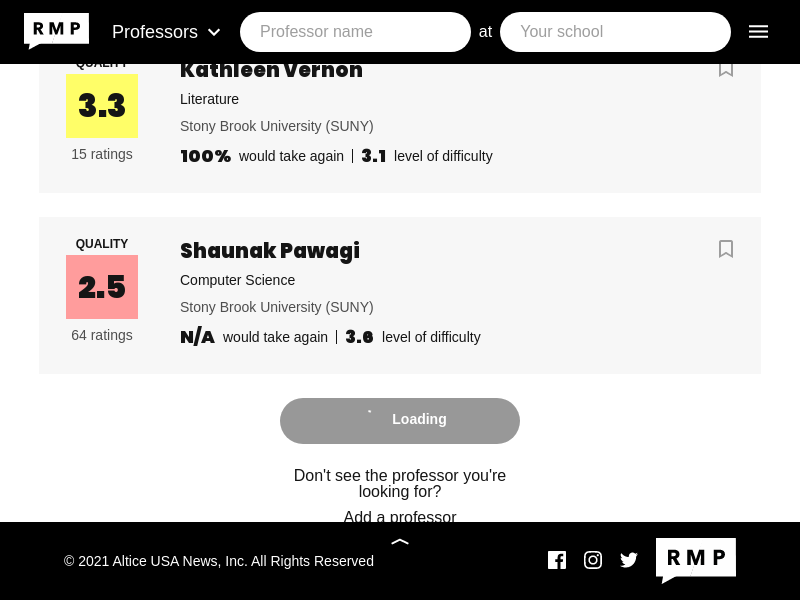 RMP
Professors
Professor name
at
Your school
QUALITY
3.3
15 ratings
Kathleen Vernon
Literature
Stony Brook University (SUNY)
100% would take again | 3.1 level of difficulty
QUALITY
2.5
64 ratings
Shaunak Pawagi
Computer Science
Stony Brook University (SUNY)
N/A would take again | 3.6 level of difficulty
Loading
Don't see the professor you're
looking for?
Add a professor
© 2021 Altice USA News, Inc. All Rights Reserved
RMP